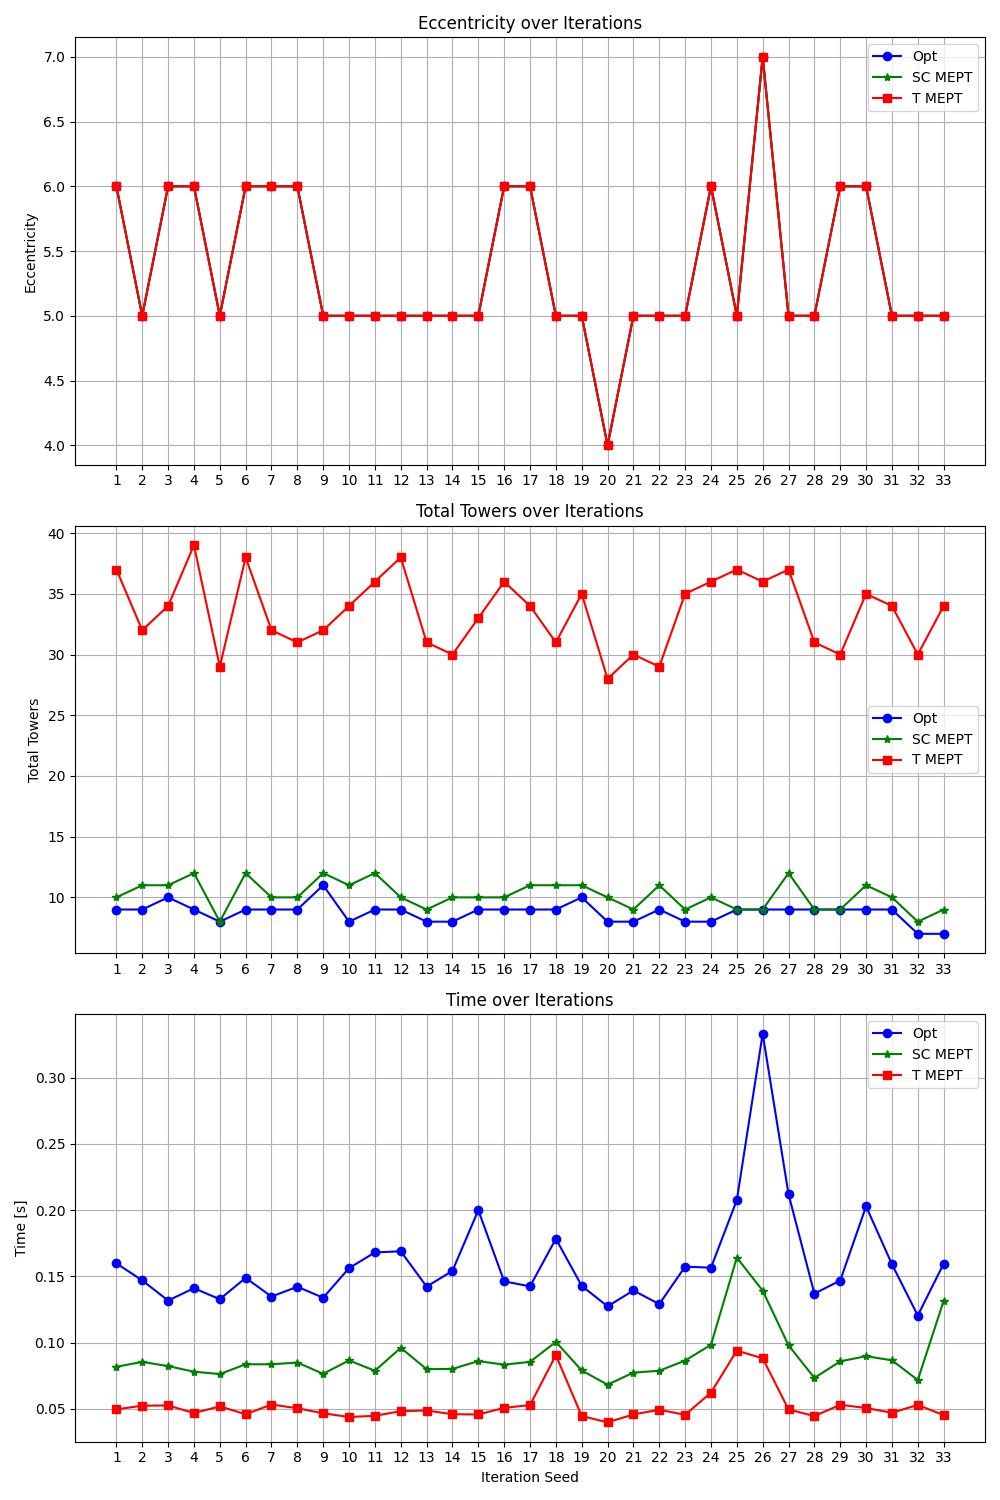 Eccentricity over Iterations
Eccentricity
7.0
6.5
6.0
5.5
5.0
4.5
4.0
Opt
SC MEPT
T MEPT
1 2 3 4 5 6 7 8 9 10 11 12 13 14 15 16 17 18 19 20 21 22 23 24 25 26 27 28 29 30 31 32 33
Total Towers over Iterations
Total Towers
40
35
30
25
20
15
10
Opt
SC MEPT
T MEPT
1 2 3 4 5 6 7 8 9 10 11 12 13 14 15 16 17 18 19 20 21 22 23 24 25 26 27 28 29 30 31 32 33
Time over Iterations
Time [s]
0.30
0.25
0.20
0.15
0.10
0.05
Opt
SC MEPT
T MEPT
1 2 3 4 5 6 7 8 9 10 11 12 13 14 15 16 17 18 19 20 21 22 23 24 25 26 27 28 29 30 31 32 33
Iteration Seed